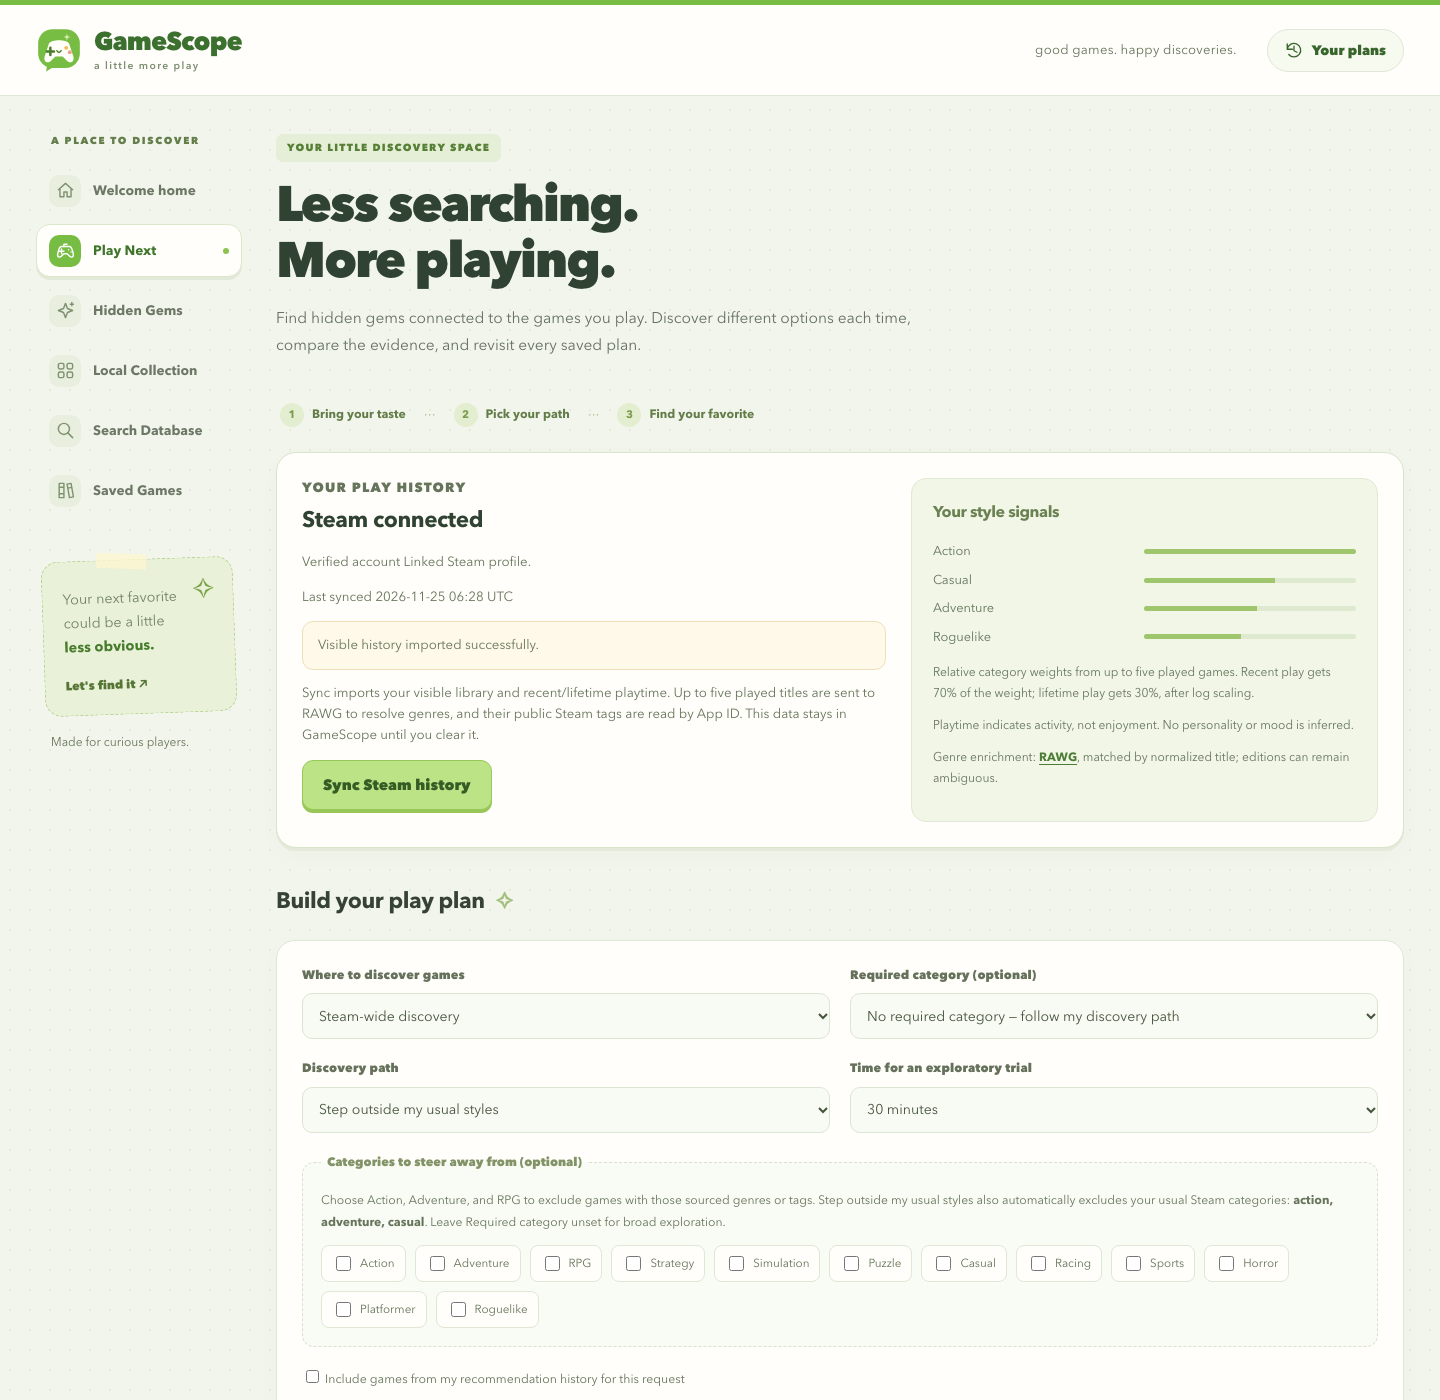 GameScope
a little more play
good games. happy discoveries.
Your plans
A PLACE TO DISCOVER
Welcome home
Play Next
Hidden Gems
Local Collection
Search Database
Saved Games
Your next favorite
could be a little
less obvious.
Let's find it ↗
Made for curious players.
YOUR LITTLE DISCOVERY SPACE
Less searching.
More playing.
Find hidden gems connected to the games you play. Discover different options each time,
compare the evidence, and revisit every saved plan.
1 Bring your taste ··· 2 Pick your path ··· 3 Find your favorite
YOUR PLAY HISTORY
Steam connected
Verified account Linked Steam profile.
Last synced 2026-11-25 06:28 UTC
Visible history imported successfully.
Sync imports your visible library and recent/lifetime playtime. Up to five played titles are sent to
RAWG to resolve genres, and their public Steam tags are read by App ID. This data stays in
GameScope until you clear it.
Sync Steam history
Your style signals
Action
Casual
Adventure
Roguelike
Relative category weights from up to five played games. Recent play gets
70% of the weight; lifetime play gets 30%, after log scaling.
Playtime indicates activity, not enjoyment. No personality or mood is inferred.
Genre enrichment: RAWG, matched by normalized title; editions can remain
ambiguous.
Build your play plan
Where to discover games
Steam-wide discovery
Required category (optional)
No required category — follow my discovery path
Discovery path
Step outside my usual styles
Time for an exploratory trial
30 minutes
Categories to steer away from (optional)
Choose Action, Adventure, and RPG to exclude games with those sourced genres or tags. Step outside my usual styles also automatically excludes your usual Steam categories: action,
adventure, casual. Leave Required category unset for broad exploration.
Action Adventure RPG Strategy Simulation Puzzle Casual Racing Sports Horror
Platformer Roguelike
Include games from my recommendation history for this request